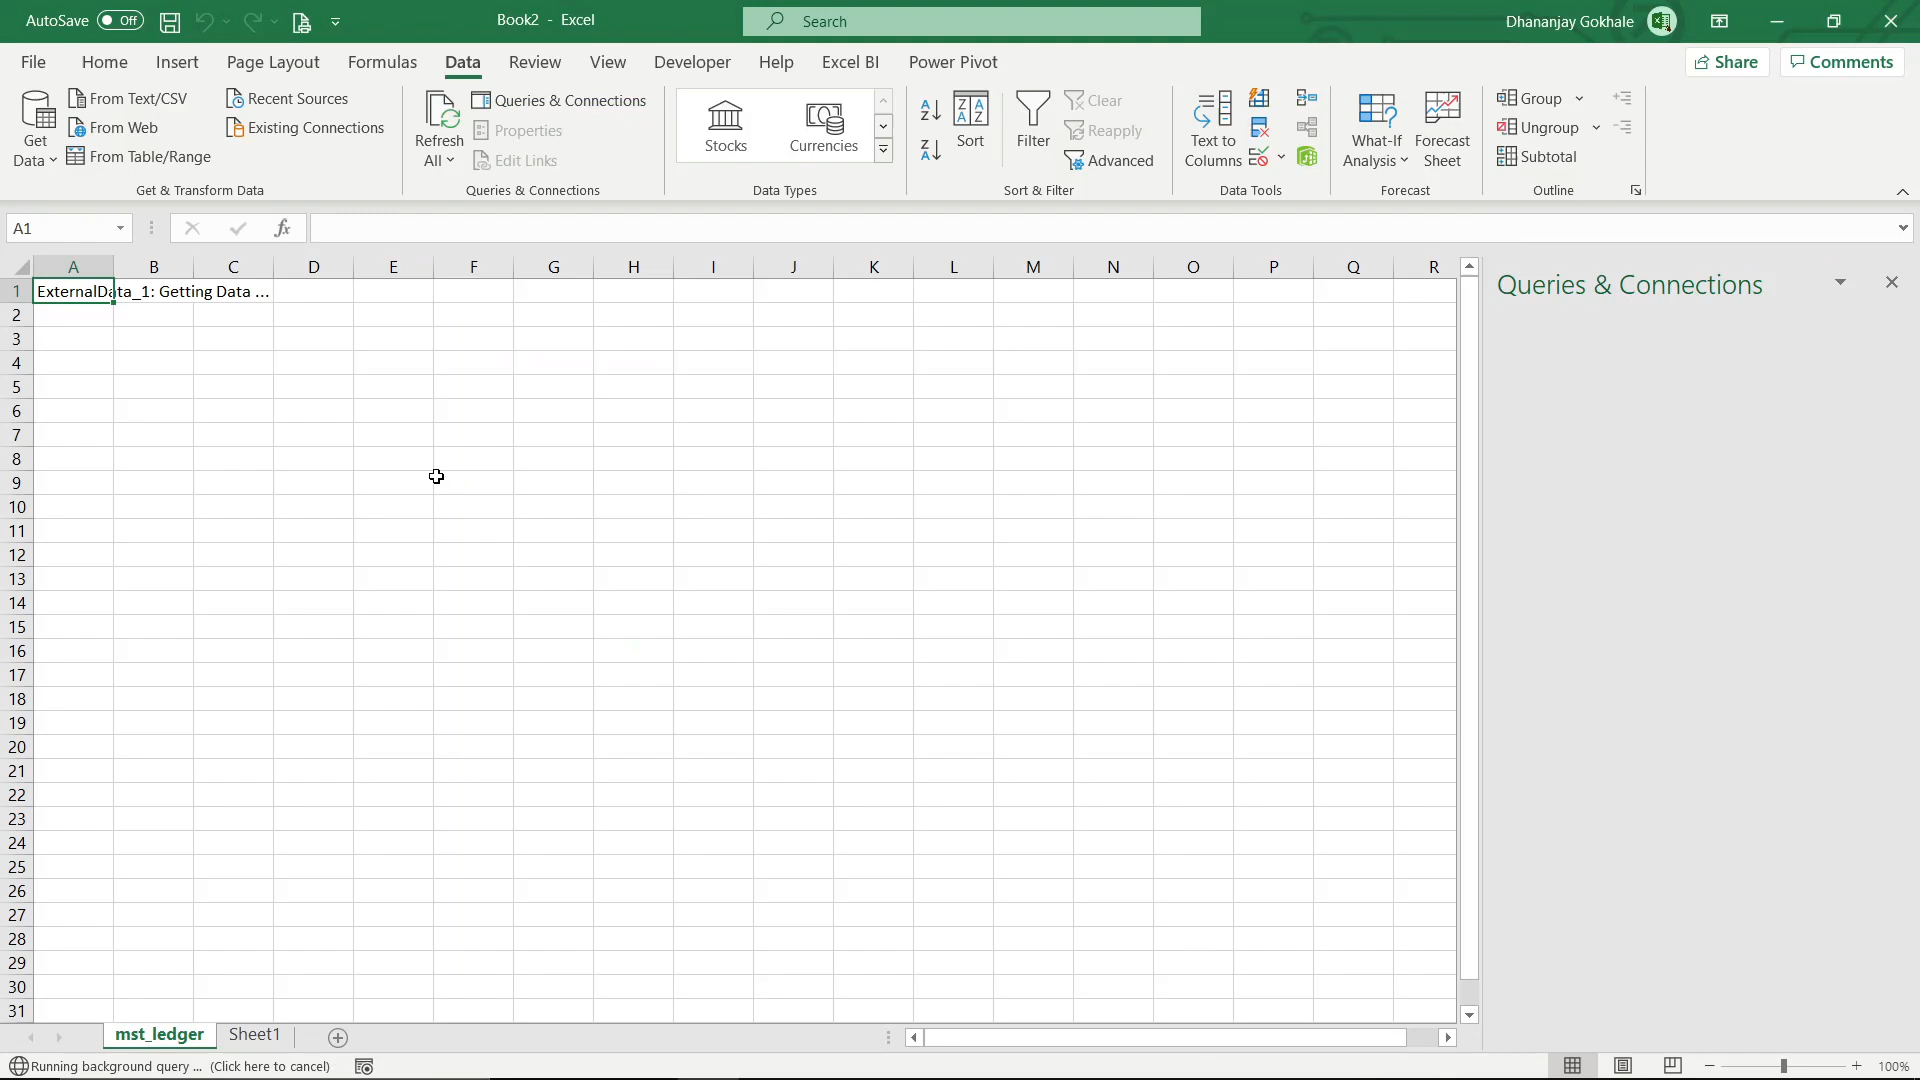 AutoSave Off Book2 - Excel Search Dhananjay Gokhale
File Home Insert Page Layout Formulas Data Review View Developer Help Excel BI Power Pivot Share Comments
Get Data
From Text/CSV
From Web
From Table/Range
Recent Sources
Existing Connections
Get & Transform Data
Refresh All
Queries & Connections
Properties
Edit Links
Queries & Connections
Stocks
Currencies
Data Types
Sort
Filter
Clear
Reapply
Advanced
Sort & Filter
Text to Columns
Data Tools
What-If Analysis
Forecast Sheet
Forecast
Group
Ungroup
Subtotal
Outline
A1 fx
A B C D E F G H I J K L M N O P Q R
1 ExternalData_1: Getting Data ...
2
3
4
5
6
7
8
9
10
11
12
13
14
15
16
17
18
19
20
21
22
23
24
25
26
27
28
29
30
31
Queries & Connections
mst_ledger Sheet1
Running background query ... (Click here to cancel) 100%